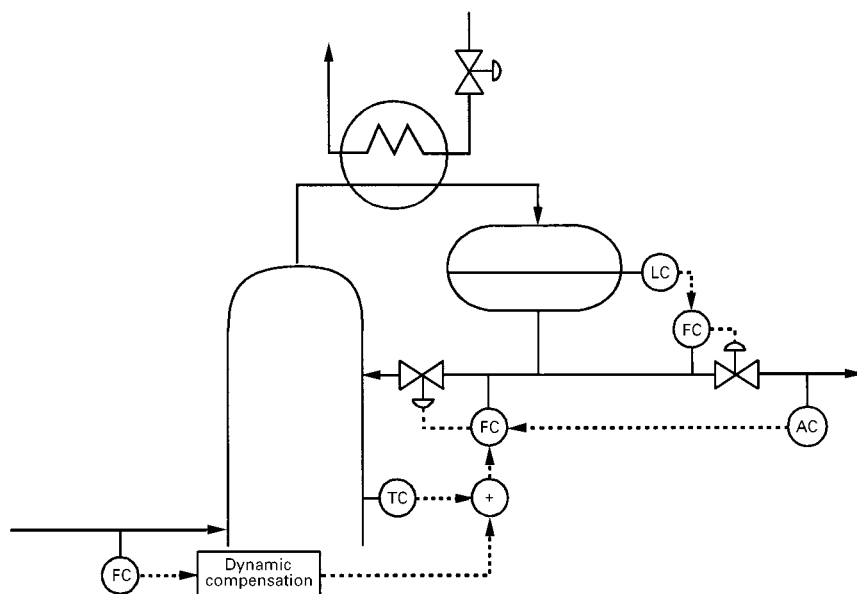 LC
FC
FC
AC
TC
+
FC
Dynamic
compensation